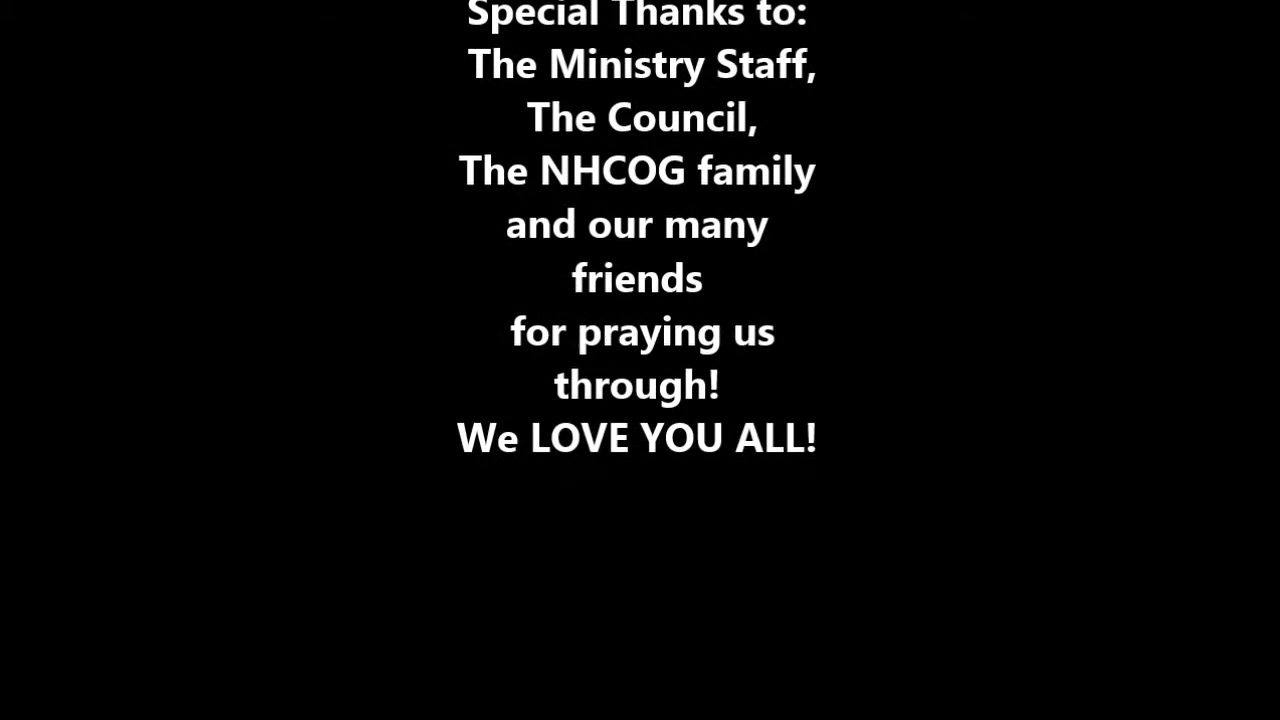 Special Thanks to:
The Ministry Staff,
The Council,
The NHCOG family
and our many
friends
for praying us
through!
We LOVE YOU ALL!